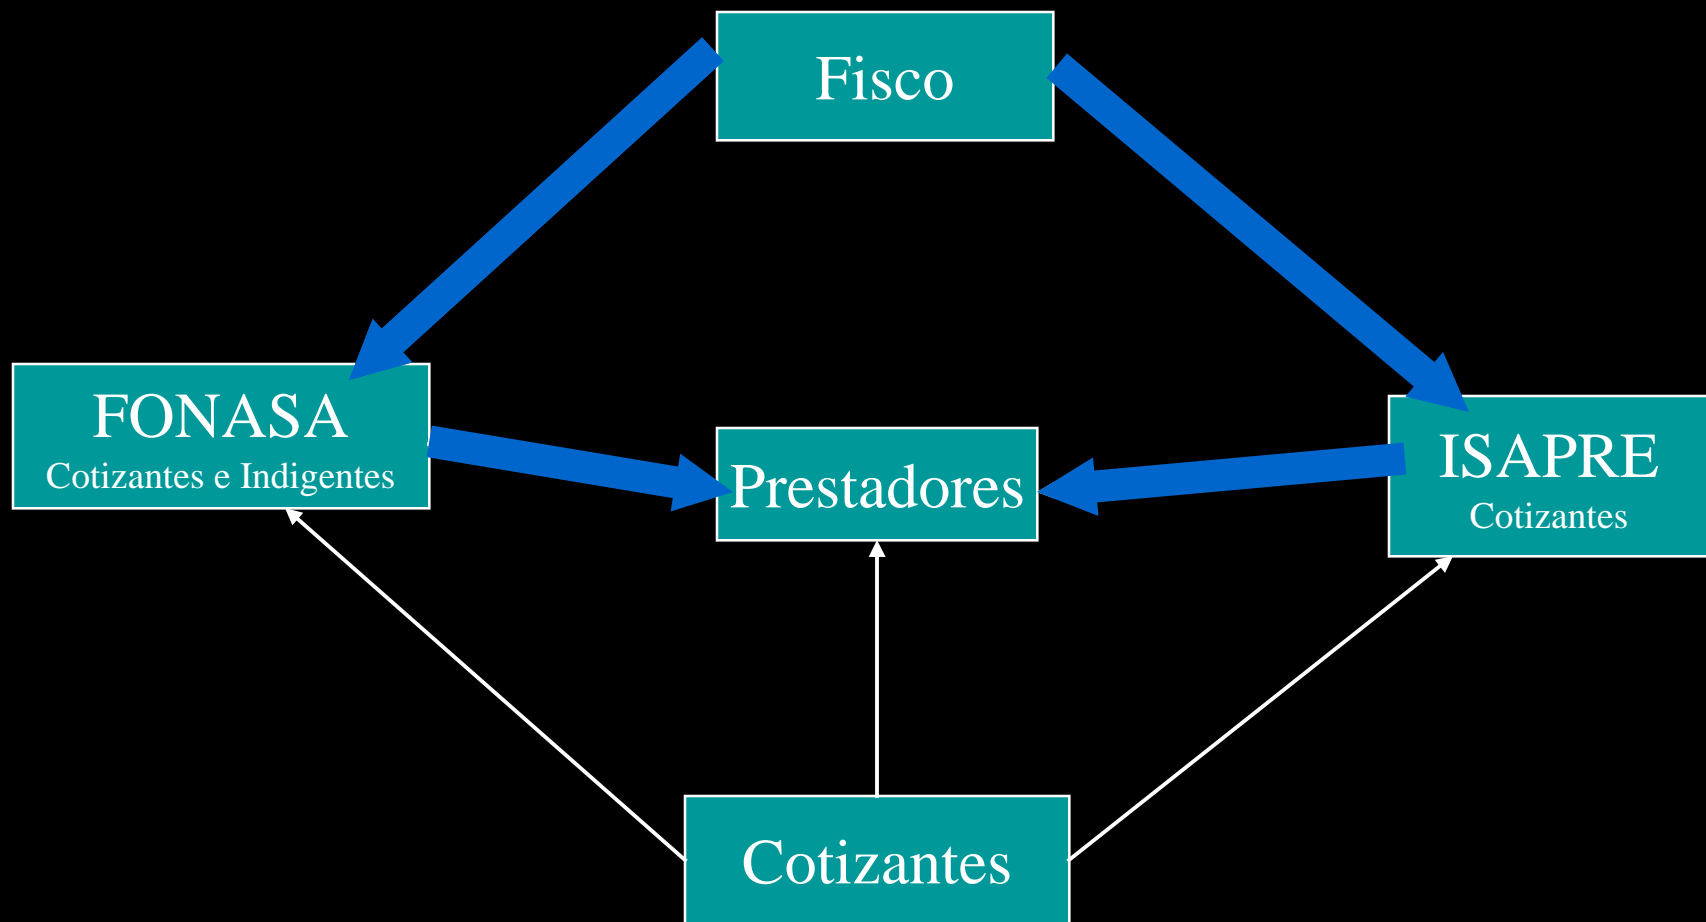 Fisco
FONASA
Cotizantes e Indigentes
Prestadores
ISAPRE
Cotizantes
Cotizantes